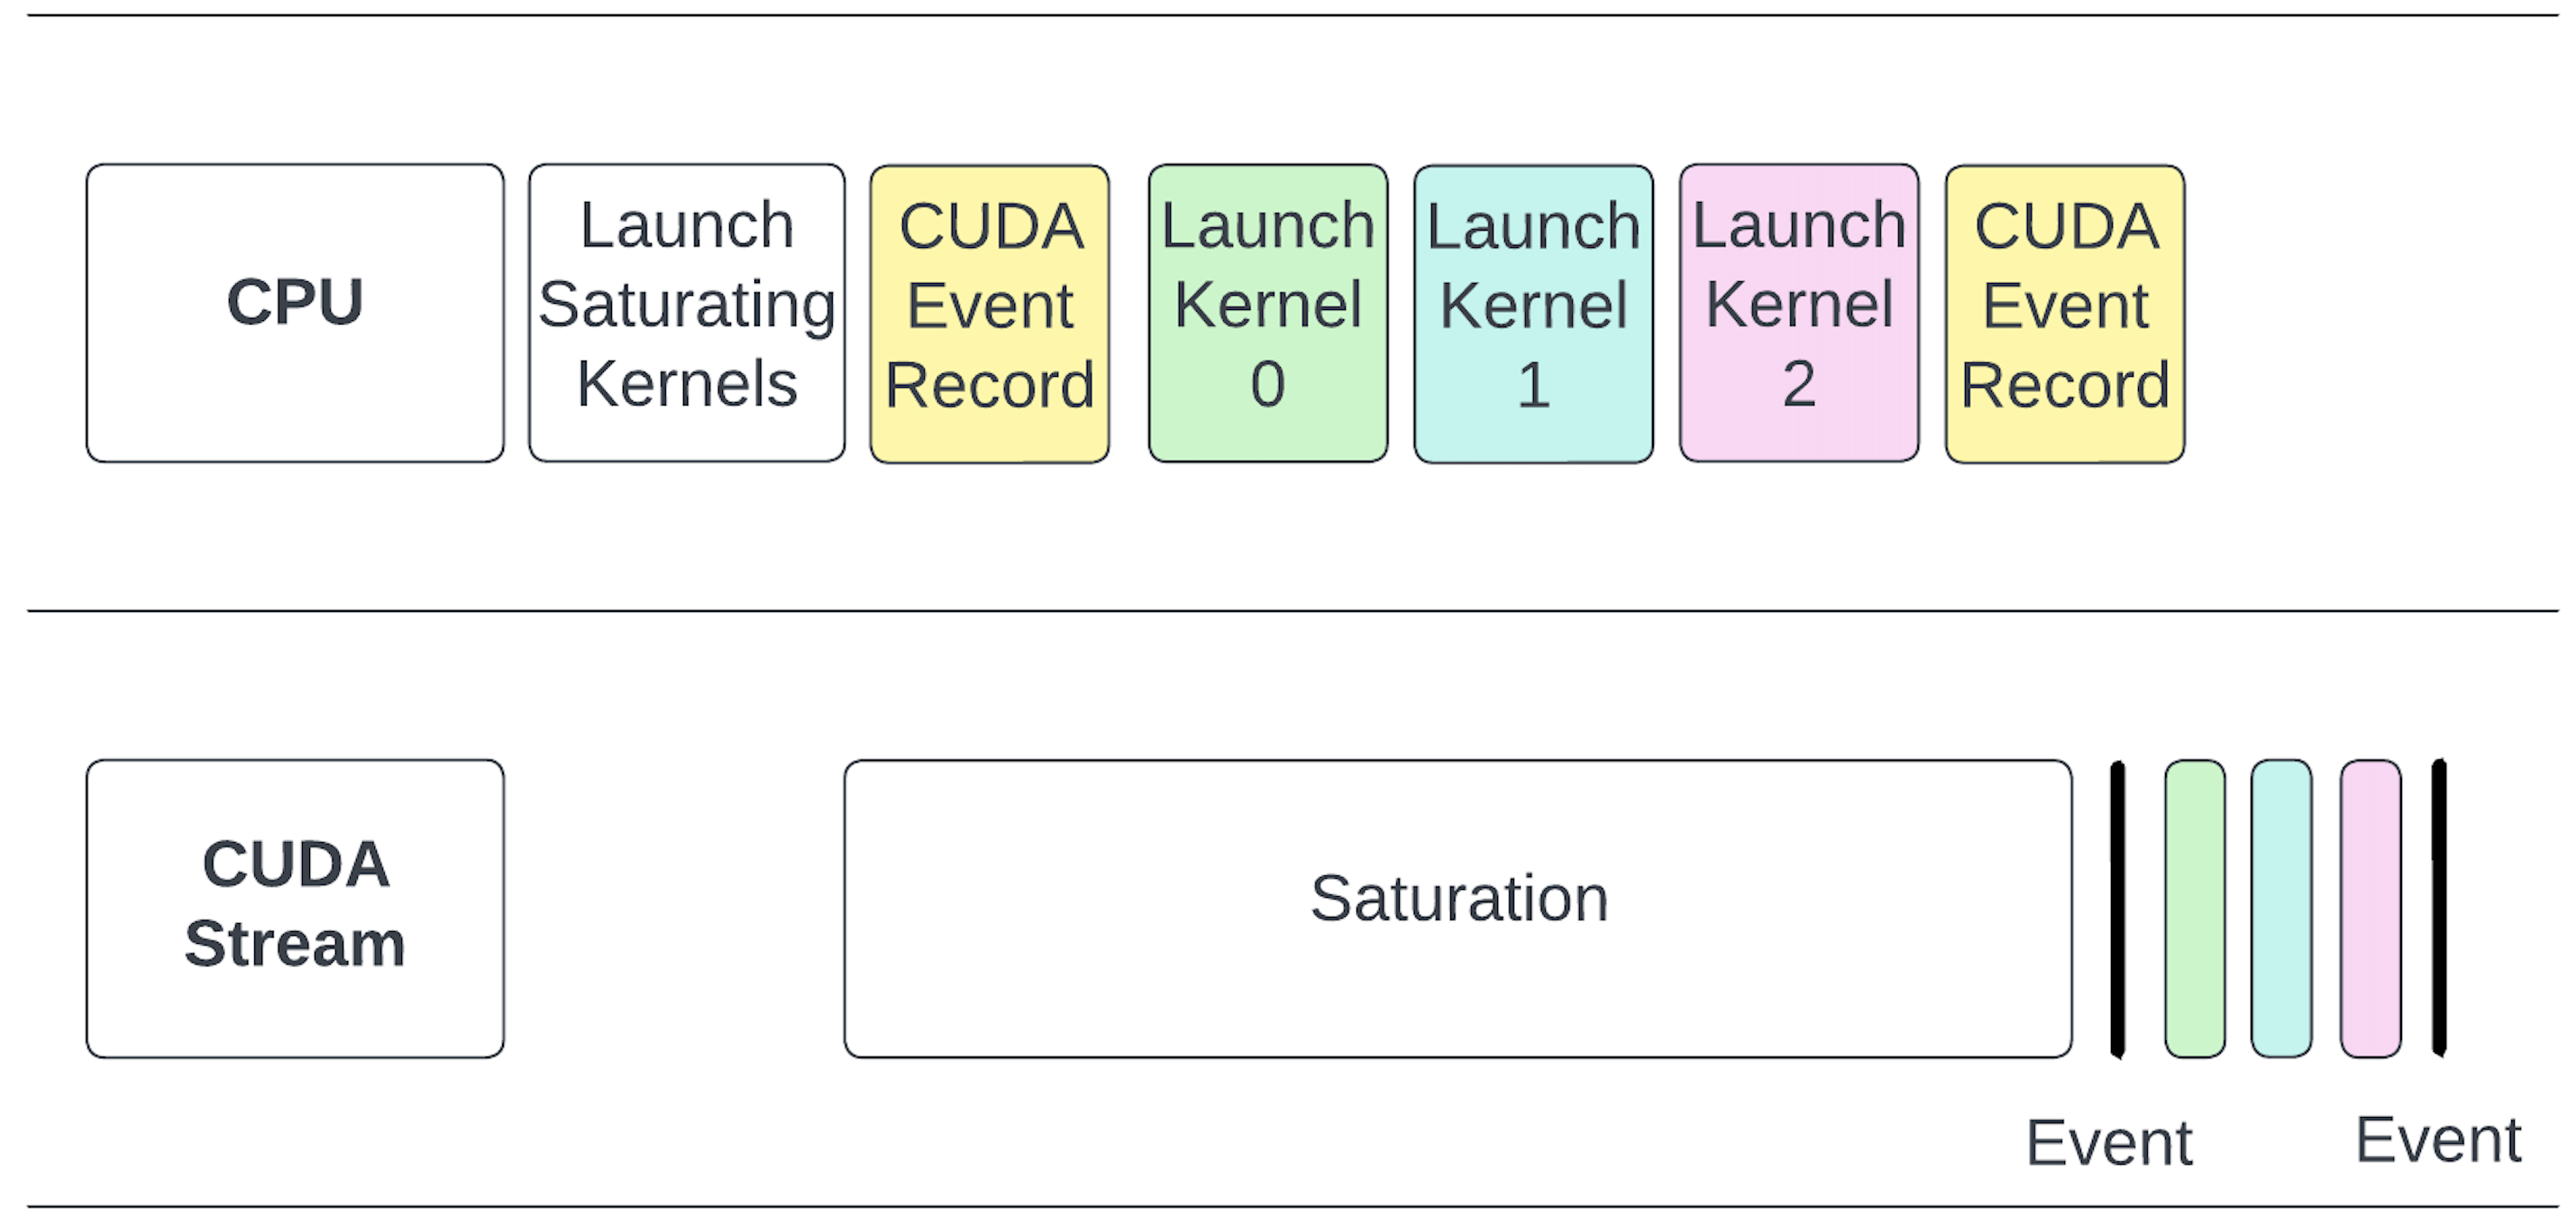 CPU
Launch
Saturating
Kernels
CUDA
Event
Record
Launch
Kernel
0
Launch
Kernel
1
Launch
Kernel
2
CUDA
Event
Record
CUDA
Stream
Saturation
Event
Event